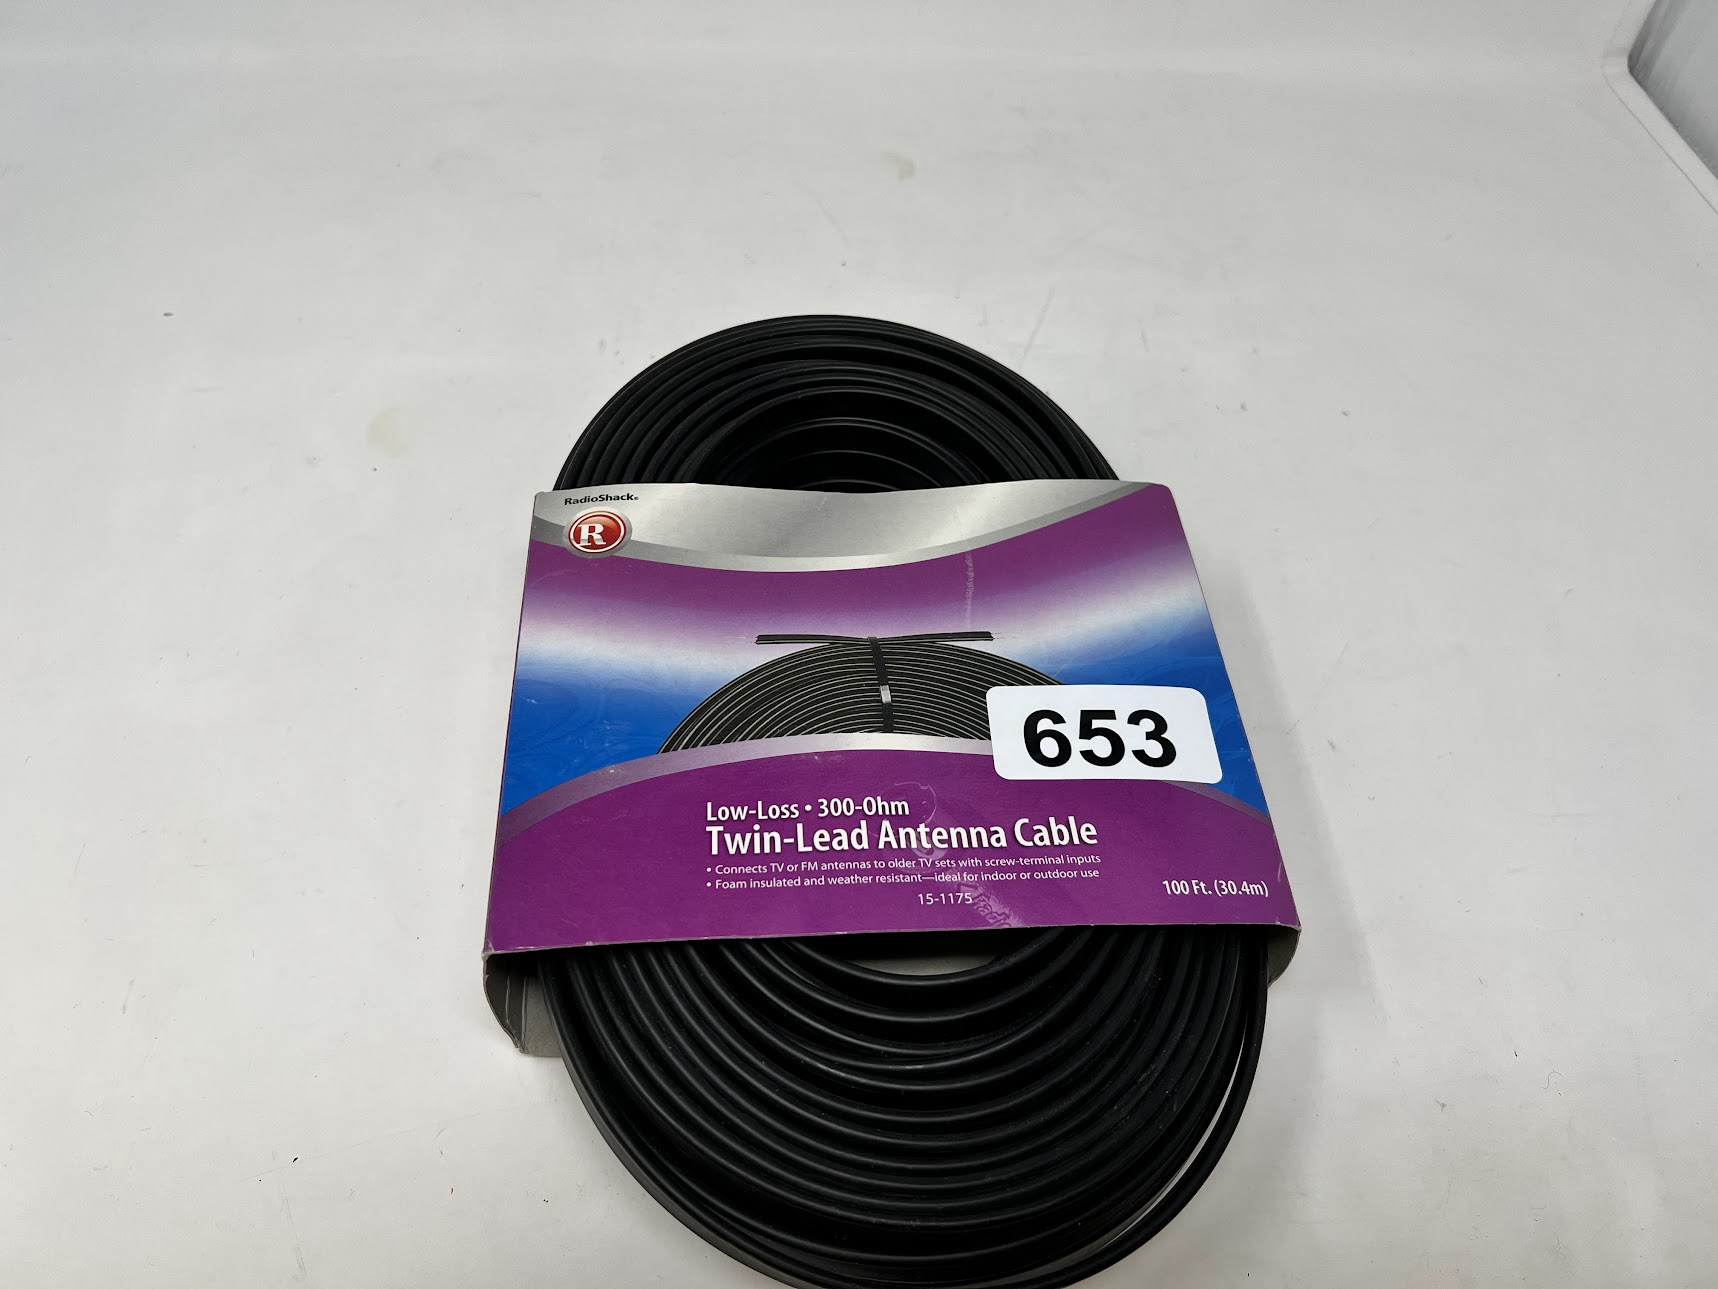 RadioShack®
R
653
Low-Loss • 300-Ohm
Twin-Lead Antenna Cable
• Connects TV or FM antennas to older TV sets with screw-terminal inputs
• Foam insulated and weather resistant—ideal for indoor or outdoor use
15-1175
100 Ft. (30.4m)